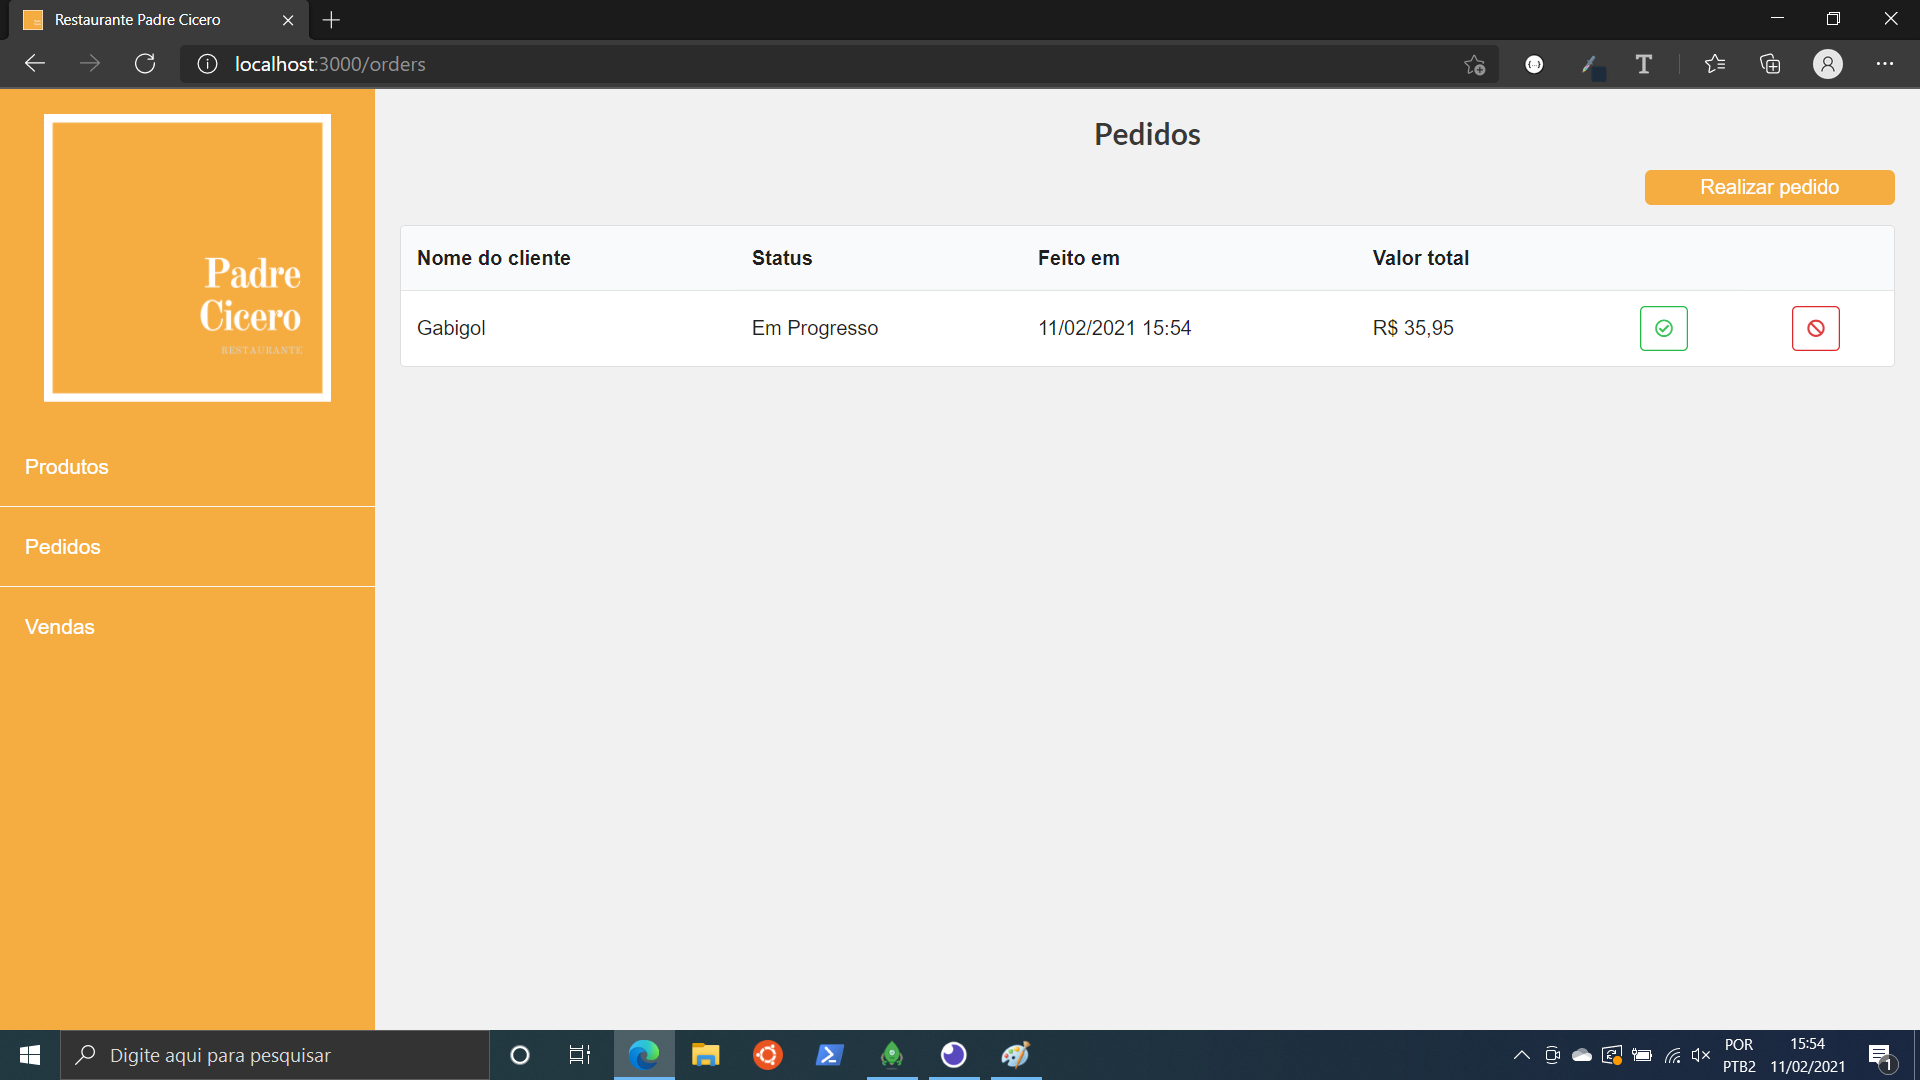 Restaurante Padre Cicero
localhost:3000/orders
Padre
Cicero
RESTAURANTE
Produtos
Pedidos
Vendas
Pedidos
Realizar pedido
Nome do cliente Status Feito em Valor total
Gabigol Em Progresso 11/02/2021 15:54 R$ 35,95
Digite aqui para pesquisar
POR
PTB2
15:54
11/02/2021
1